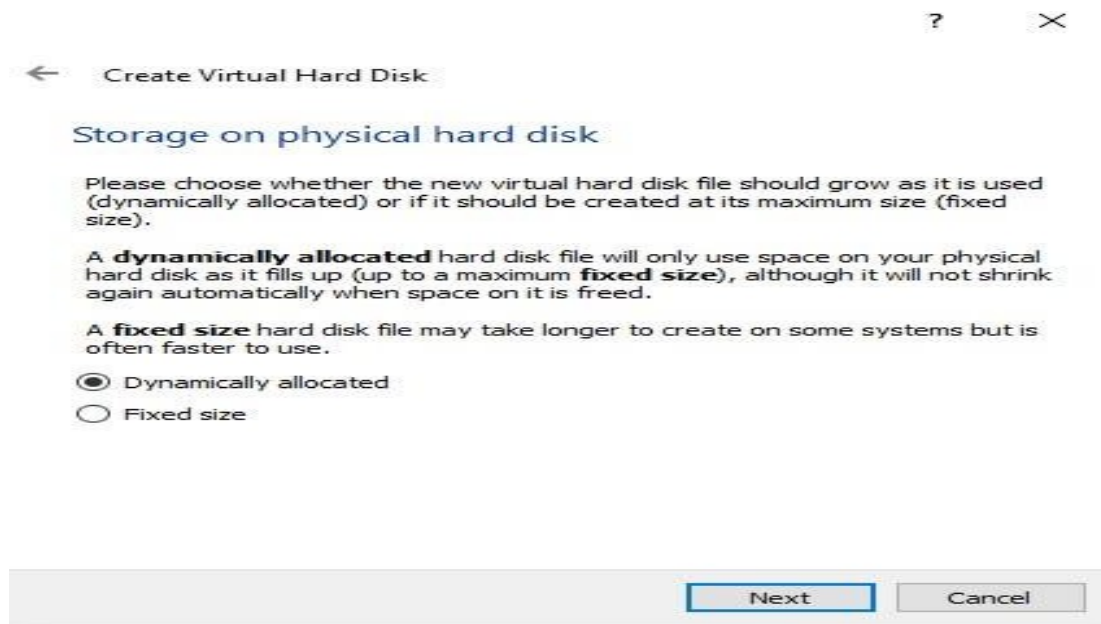 ?
Create Virtual Hard Disk
Storage on physical hard disk
Please choose whether the new virtual hard disk file should grow as it is used
(dynamically allocated) or if it should be created at its maximum size (fixed
size).
A dynamically allocated hard disk file will only use space on your physical
hard disk as it fills up (up to a maximum fixed size), although it will not shrink
again automatically when space on it is freed.
A fixed size hard disk file may take longer to create on some systems but is
often faster to use.
Dynamically allocated
Fixed size
Next Cancel